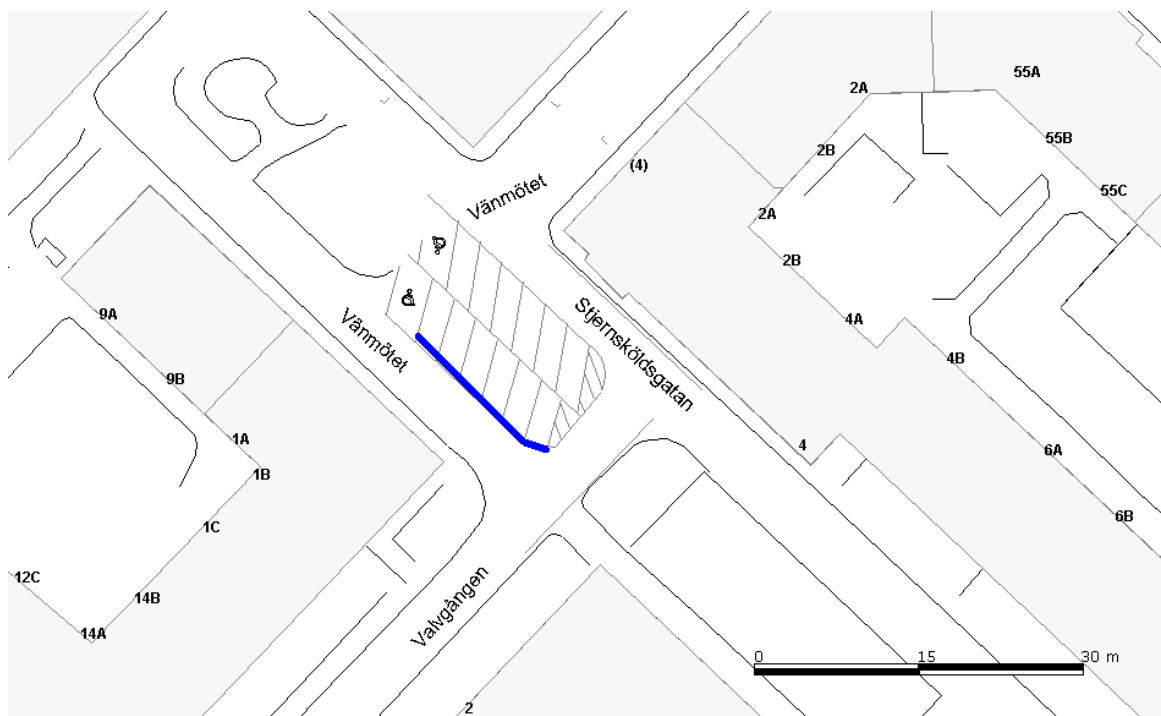 55A
2A
55B
2B
(4)
55C
Vänmötet
2A
2B
9A
Vänmötet
Stjernsköldsgatan
4A
4B
9B
1A
4
6A
1B
6B
1C
12C
Valvgången
14B
14A
0 15 30 m
2